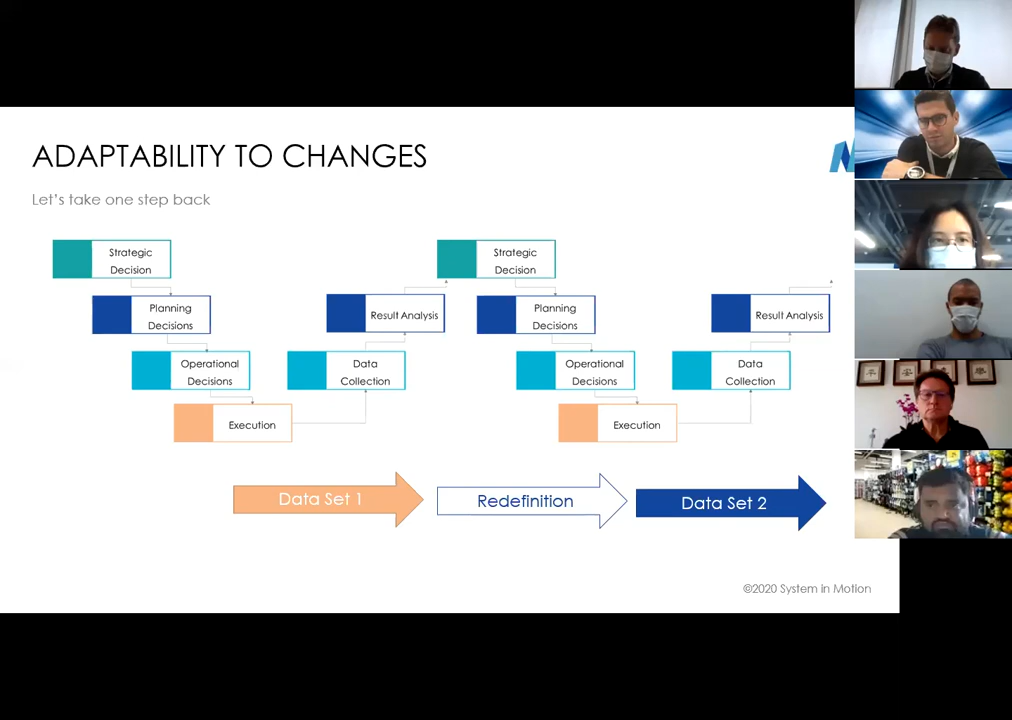 ADAPTABILITY TO CHANGES
Let's take one step back
Strategic
Decision
Planning
Decisions
Operational
Decisions
Execution
Data
Collection
Result Analysis
Strategic
Decision
Planning
Decisions
Operational
Decisions
Execution
Data
Collection
Result Analysis
Data Set 1
Redefinition
Data Set 2
©2020 System in Motion